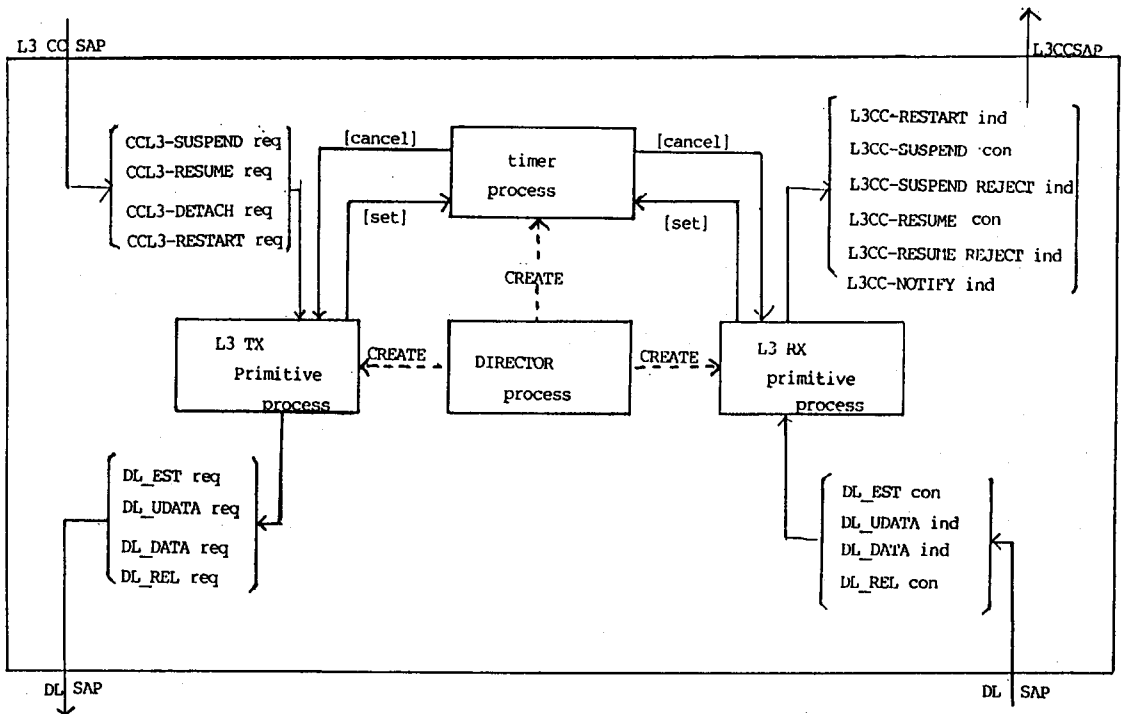 L3 CC SAP
L3CCSAP
CCL3-SUSPEND req
CCL3-RESUME req
CCL3-DETACH req
CCL3-RESTART req
[cancel]
[set]
timer
process
[cancel]
[set]
L3CC-RESTART ind
L3CC-SUSPEND con
L3CC-SUSPEND REJECT ind
L3CC-RESUME con
L3CC-RESUME REJECT ind
L3CC-NOTIFY ind
CREATE
L3 TX
Primitive
process
CREATE
DIRECTOR
process
CREATE
L3 RX
primitive
process
DL_EST req
DL_UDATA req
DL_DATA req
DL_REL req
DL_EST con
DL_UDATA ind
DL_DATA ind
DL_REL con
DL SAP
DL SAP